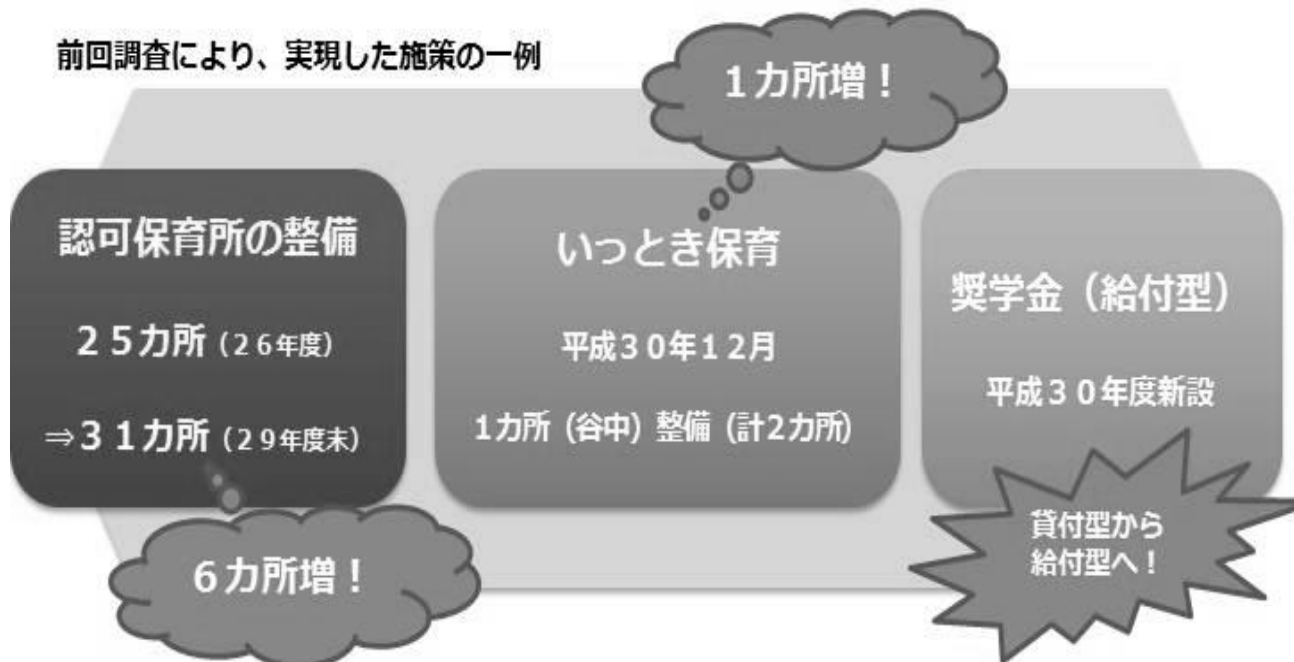 前回調査により、実現した施策の一例
認可保育所の整備
２５カ所（２６年度）
⇒３１カ所（２９年度末）
６カ所増！
いっとき保育
平成３０年１２月
１カ所（谷中）整備（計２カ所）
１カ所増！
奨学金（給付型）
平成３０年度新設
貸付型から
給付型へ！